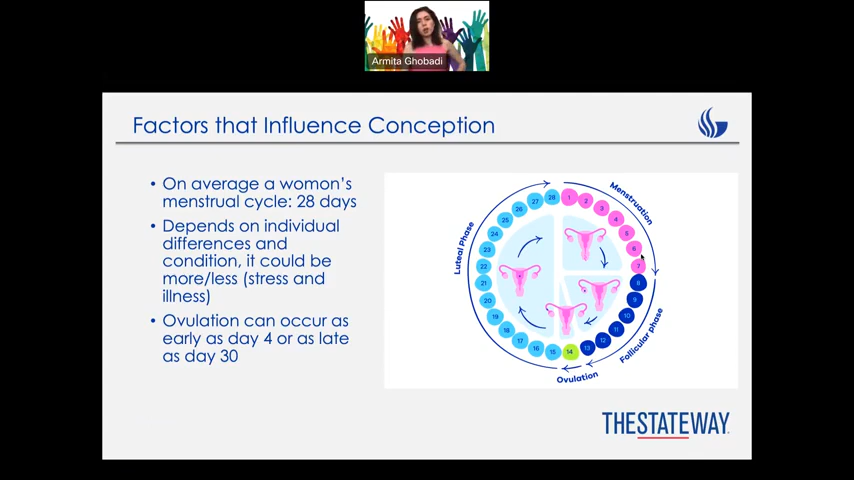 Armita Ghobadi
Factors that Influence Conception
• On average a womon's
menstrual cycle: 28 days
• Depends on individual
differences and
condition, it could be
more/less (stress and
illness)
• Ovulation can occur as
early as day 4 or as late
as day 30
Menstruation
Follicular phase
Ovulation
Luteal Phase
1
2
3
4
5
6
7
8
9
10
11
12
13
14
15
16
17
18
19
20
21
22
23
24
25
26
27
28
THESTATEWAY.